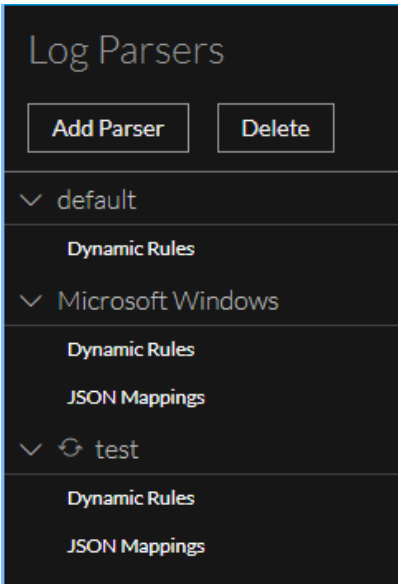 Log Parsers
Add Parser Delete
default
Dynamic Rules
Microsoft Windows
Dynamic Rules
JSON Mappings
test
Dynamic Rules
JSON Mappings